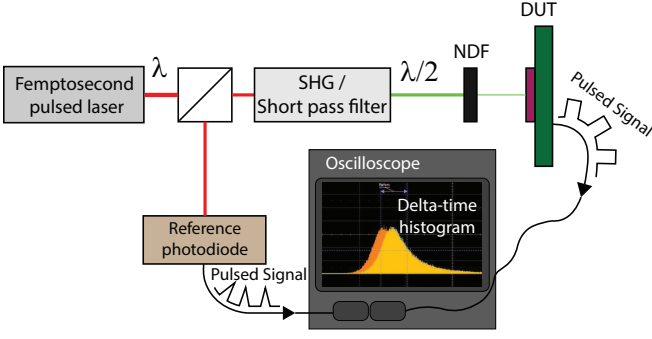 DUT
NDF
λ
λ/2
Femptosecond
pulsed laser
SHG /
Short pass filter
Pulsed Signal
Oscilloscope
Delta-time
histogram
Reference
photodiode
Pulsed Signal